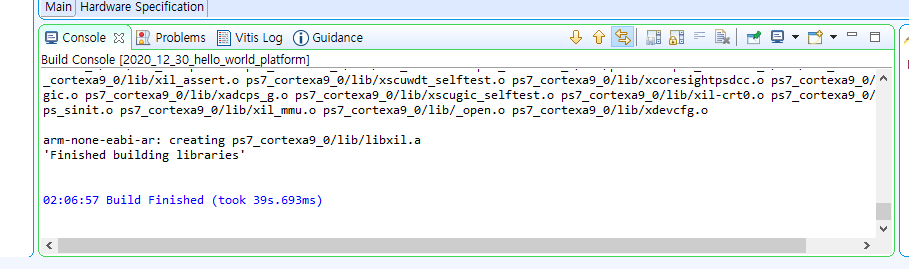 Main Hardware Specification
Console Problems Vitis Log Guidance
Build Console [2020_12_30_hello_world_platform]
_cortexa9_0/lib/xil_assert.o ps7_cortexa9_0/lib/xscuwdt_selftest.o ps7_cortexa9_0/lib/xcoresightpsdcc.o ps7_cortexa9_0/
gic.o ps7_cortexa9_0/lib/xadcps_g.o ps7_cortexa9_0/lib/xscugic_selftest.o ps7_cortexa9_0/lib/xil-crt0.o ps7_cortexa9_0/
ps_sinit.o ps7_cortexa9_0/lib/xil_mmu.o ps7_cortexa9_0/lib/_open.o ps7_cortexa9_0/lib/xdevcfg.o
arm-none-eabi-ar: creating ps7_cortexa9_0/lib/libxil.a
'Finished building libraries'
02:06:57 Build Finished (took 39s.693ms)